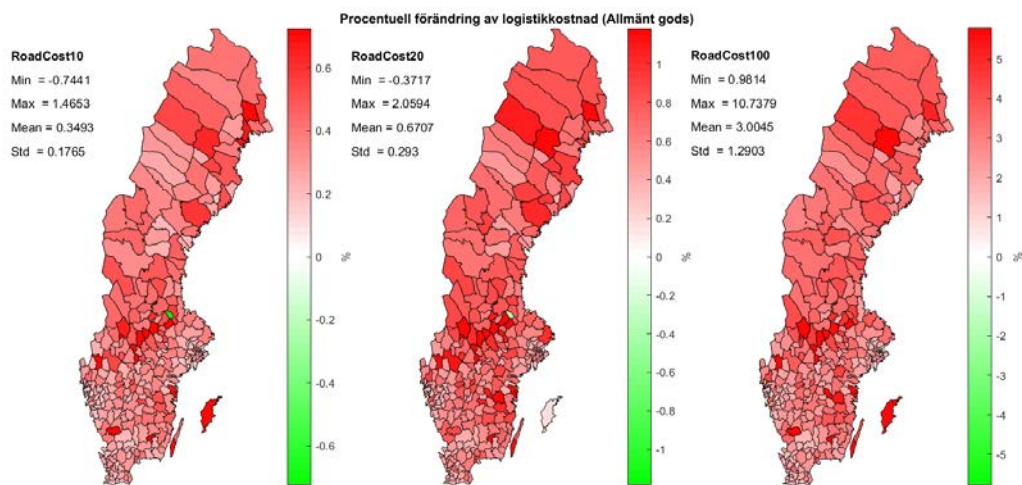 Procentuell förändring av logistikkostnad (Allmänt gods)
RoadCost10
Min = -0.7441
Max = 1.4653
Mean = 0.3493
Std = 0.1765
0.6
0.4
0.2
0
-0.2
-0.4
-0.6
%
RoadCost20
Min = -0.3717
Max = 2.0594
Mean = 0.6707
Std = 0.293
1
0.8
0.6
0.4
0.2
0
-0.2
-0.4
-0.6
-0.8
-1
%
RoadCost100
Min = 0.9814
Max = 10.7379
Mean = 3.0045
Std = 1.2903
5
4
3
2
1
0
-1
-2
-3
-4
-5
%